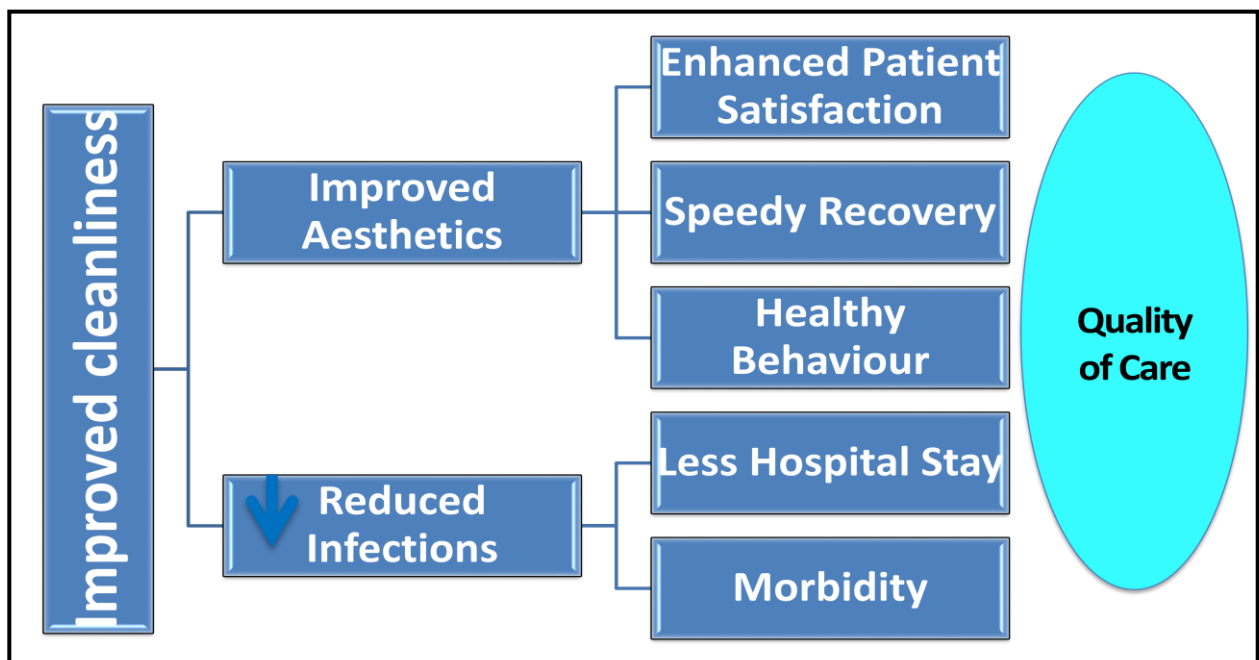 Improved cleanliness
Improved
Aesthetics
Reduced
Infections
Enhanced Patient
Satisfaction
Speedy Recovery
Healthy
Behaviour
Less Hospital Stay
Morbidity
Quality
of Care